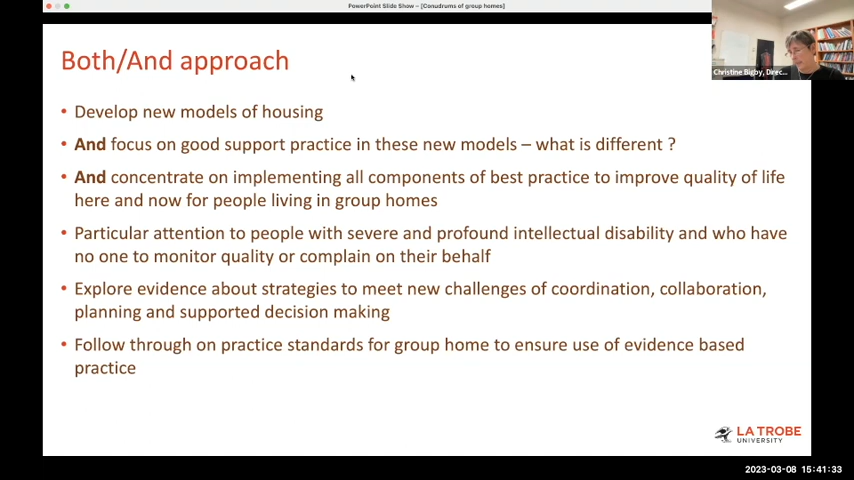 PowerPoint Slide Show – [Conudrums of group homes]
Both/And approach
Christine Bigby, Direc...
• Develop new models of housing
• And focus on good support practice in these new models – what is different ?
• And concentrate on implementing all components of best practice to improve quality of life
here and now for people living in group homes
• Particular attention to people with severe and profound intellectual disability and who have
no one to monitor quality or complain on their behalf
• Explore evidence about strategies to meet new challenges of coordination, collaboration,
planning and supported decision making
• Follow through on practice standards for group home to ensure use of evidence based
practice
LA TROBE
UNIVERSITY
2023-03-08 15:41:33